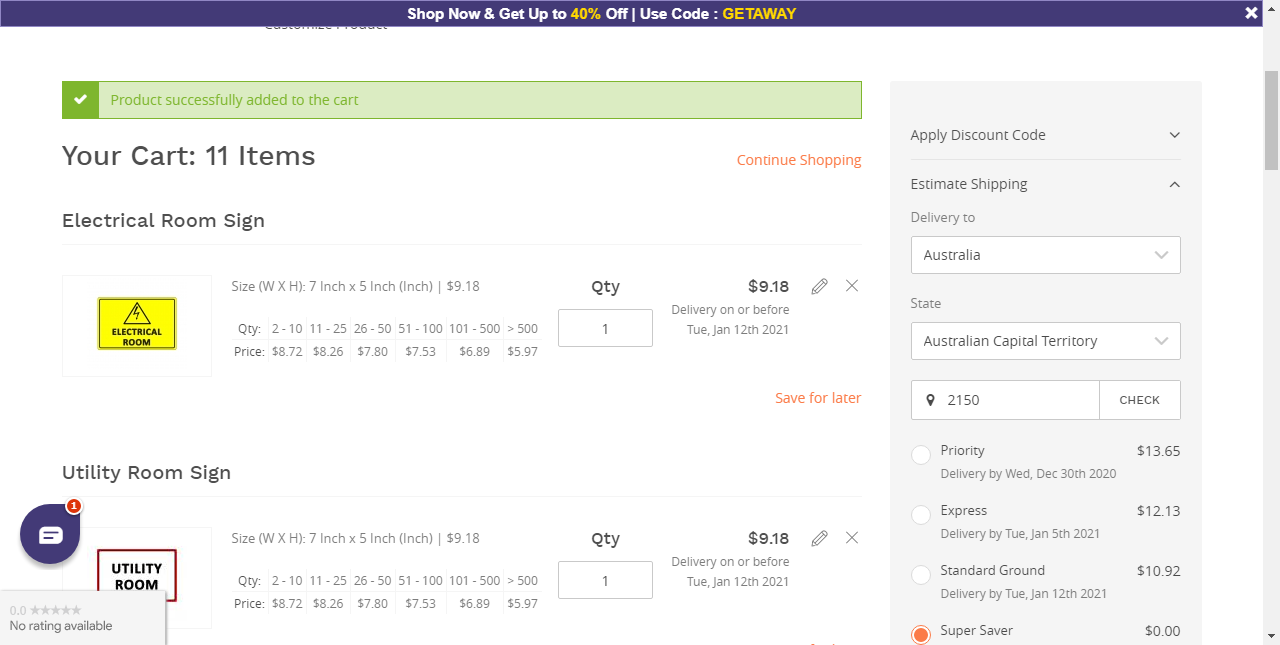 Shop Now & Get Up to 40% Off | Use Code : GETAWAY
Customize Product
Product successfully added to the cart
Your Cart: 11 Items
Continue Shopping
Electrical Room Sign
ELECTRICAL
ROOM
Size (W X H): 7 Inch x 5 Inch (Inch) | $9.18
Qty: 2 - 10 11 - 25 26 - 50 51 - 100 101 - 500 > 500
Price: $8.72 $8.26 $7.80 $7.53 $6.89 $5.97
Qty
1
$9.18
Delivery on or before
Tue, Jan 12th 2021
Save for later
Utility Room Sign
UTILITY
ROOM
Size (W X H): 7 Inch x 5 Inch (Inch) | $9.18
Qty: 2 - 10 11 - 25 26 - 50 51 - 100 101 - 500 > 500
Price: $8.72 $8.26 $7.80 $7.53 $6.89 $5.97
Qty
1
$9.18
Delivery on or before
Tue, Jan 12th 2021
1
0.0
No rating available
Apply Discount Code
Estimate Shipping
Delivery to
Australia
State
Australian Capital Territory
2150 CHECK
Priority $13.65
Delivery by Wed, Dec 30th 2020
Express $12.13
Delivery by Tue, Jan 5th 2021
Standard Ground $10.92
Delivery by Tue, Jan 12th 2021
Super Saver $0.00